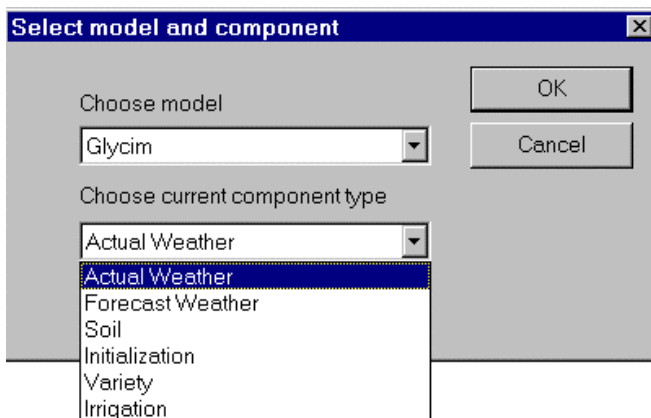 Select model and component
OK
Choose model
Glycim
Cancel
Choose current component type
Actual Weather
Actual Weather
Forecast Weather
Soil
Initialization
Variety
Irrigation